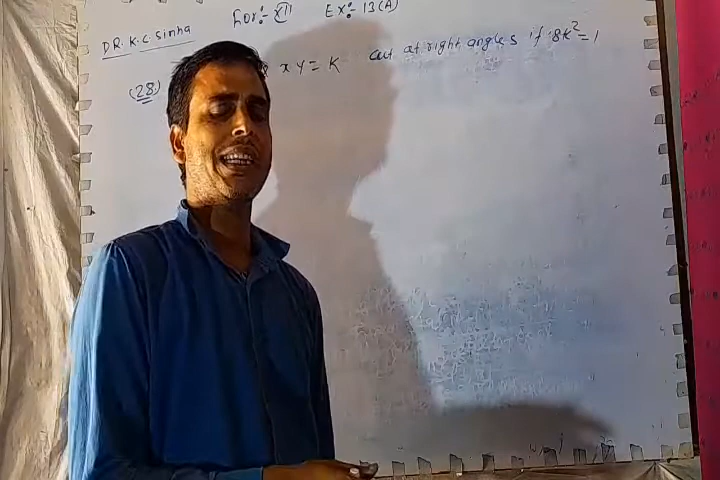 For:- XII Ex:- 13(A)
DR. K.C. Sinha
(28) xy = K cut at right angles if 8K² = 1